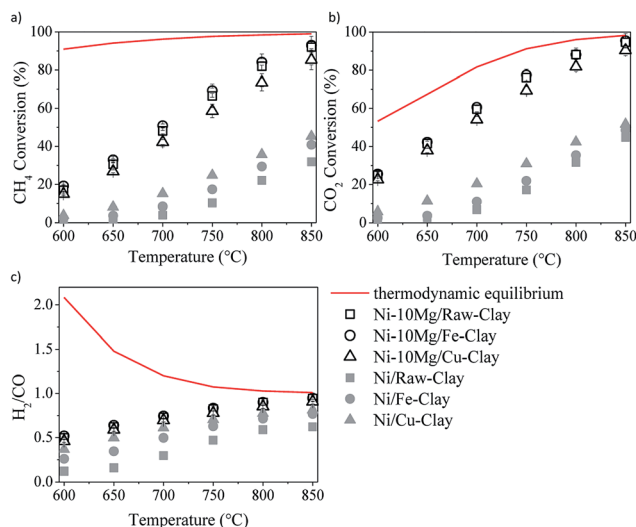 a)
100
80
60
40
20
0
CH4 Conversion (%)
600 650 700 750 800 850
Temperature (°C)
b)
100
80
60
40
20
0
CO2 Conversion (%)
600 650 700 750 800 850
Temperature (°C)
c)
2.0
1.5
1.0
0.5
0.0
H2/CO
600 650 700 750 800 850
Temperature (°C)
thermodynamic equilibrium
Ni-10Mg/Raw-Clay
Ni-10Mg/Fe-Clay
Ni-10Mg/Cu-Clay
Ni/Raw-Clay
Ni/Fe-Clay
Ni/Cu-Clay